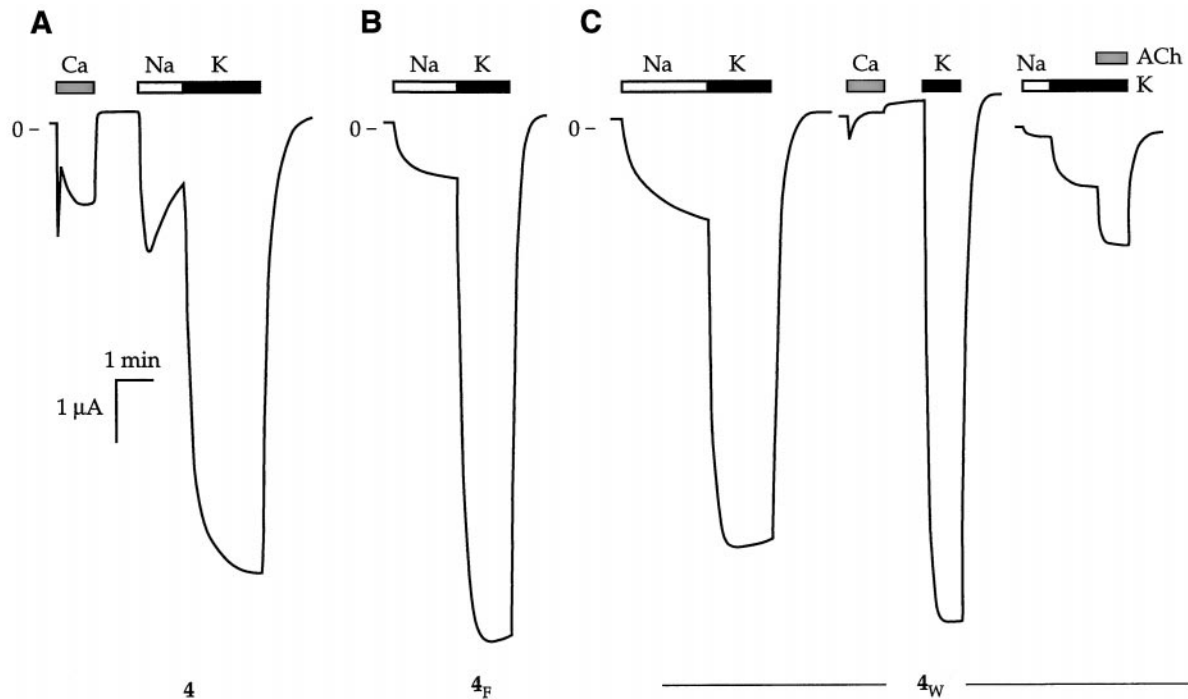 A B C
Ca Na K
Na K
Na K
Ca K
Na ACh
K
0 –
0 –
0 –
1 min
1 μA
4
4F
4W